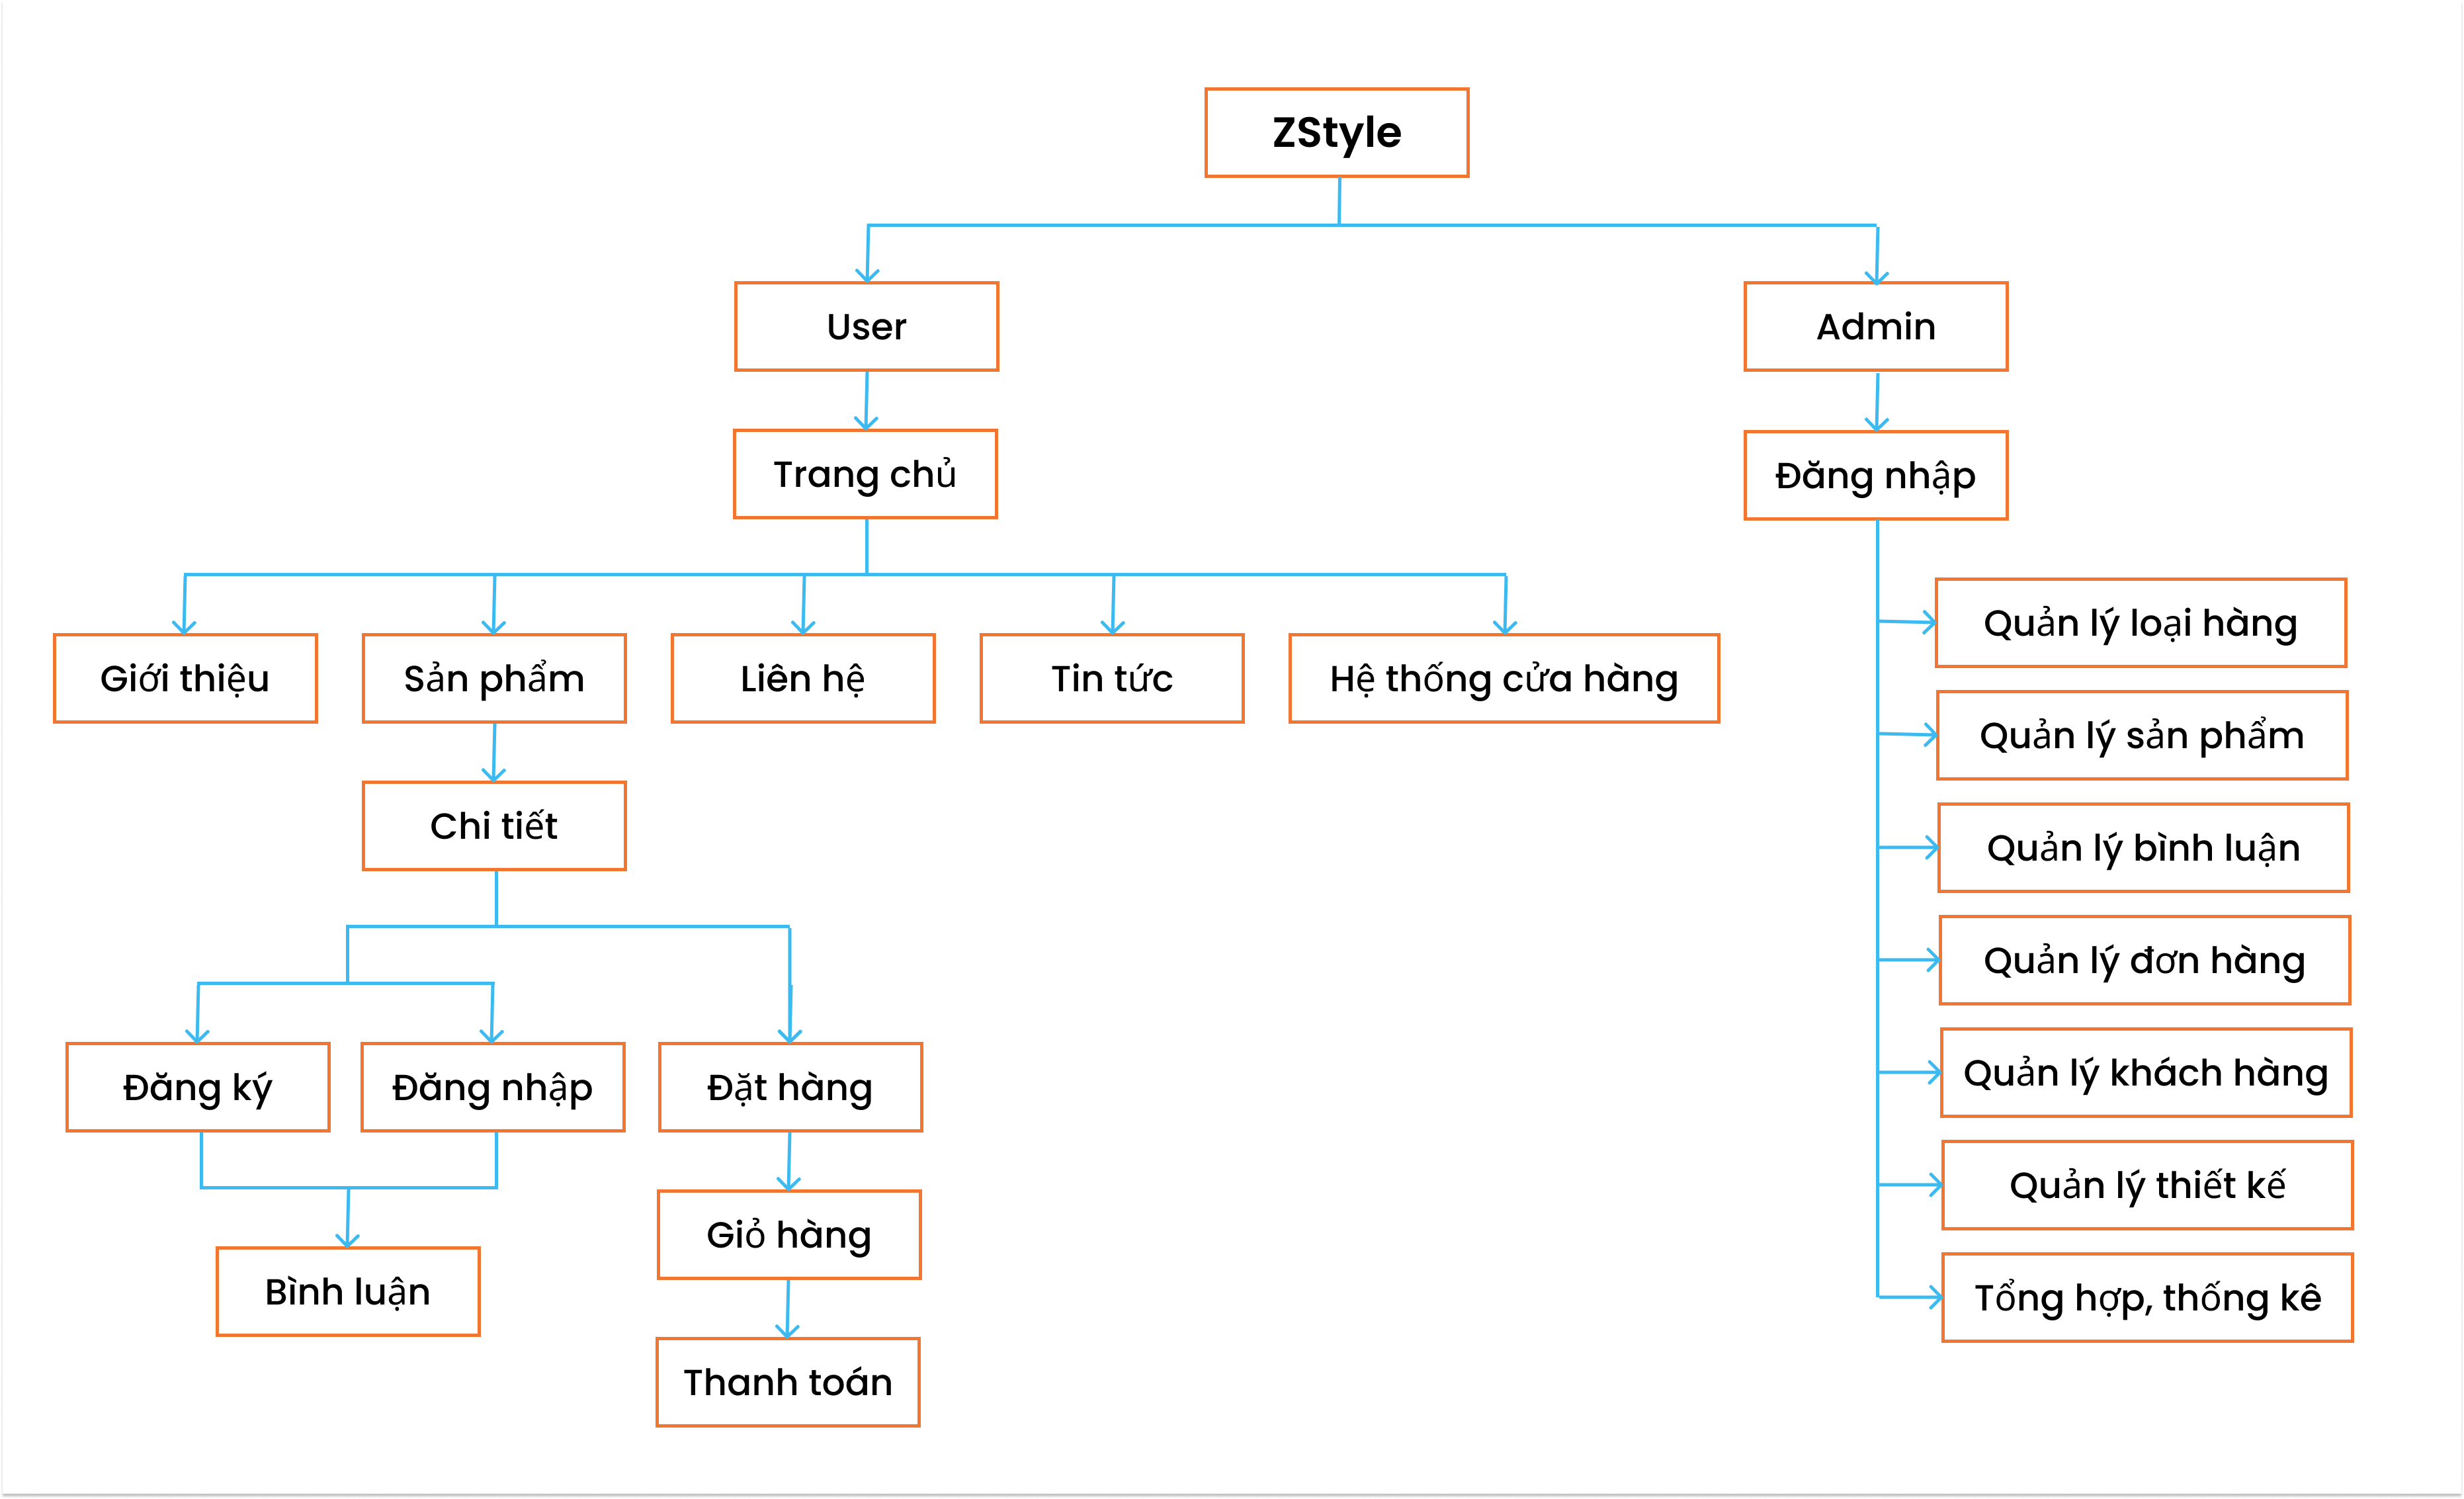 ZStyle
User
Admin
Trang chủ
Đăng nhập
Giới thiệu
Sản phẩm
Liên hệ
Tin tức
Hệ thống cửa hàng
Chi tiết
Đăng ký
Đăng nhập
Đặt hàng
Bình luận
Giỏ hàng
Thanh toán
Quản lý loại hàng
Quản lý sản phẩm
Quản lý bình luận
Quản lý đơn hàng
Quản lý khách hàng
Quản lý thiết kế
Tổng hợp, thống kê